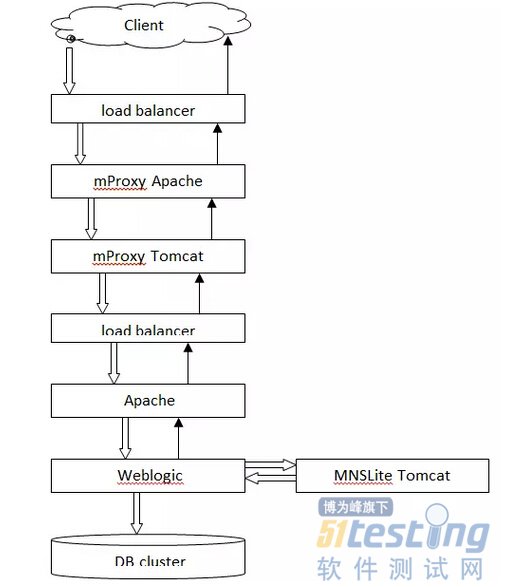 Client
load balancer
mProxy Apache
mProxy Tomcat
load balancer
Apache
Weblogic
MNSLite Tomcat
DB cluster
博为峰旗下
51testing
软件测试网